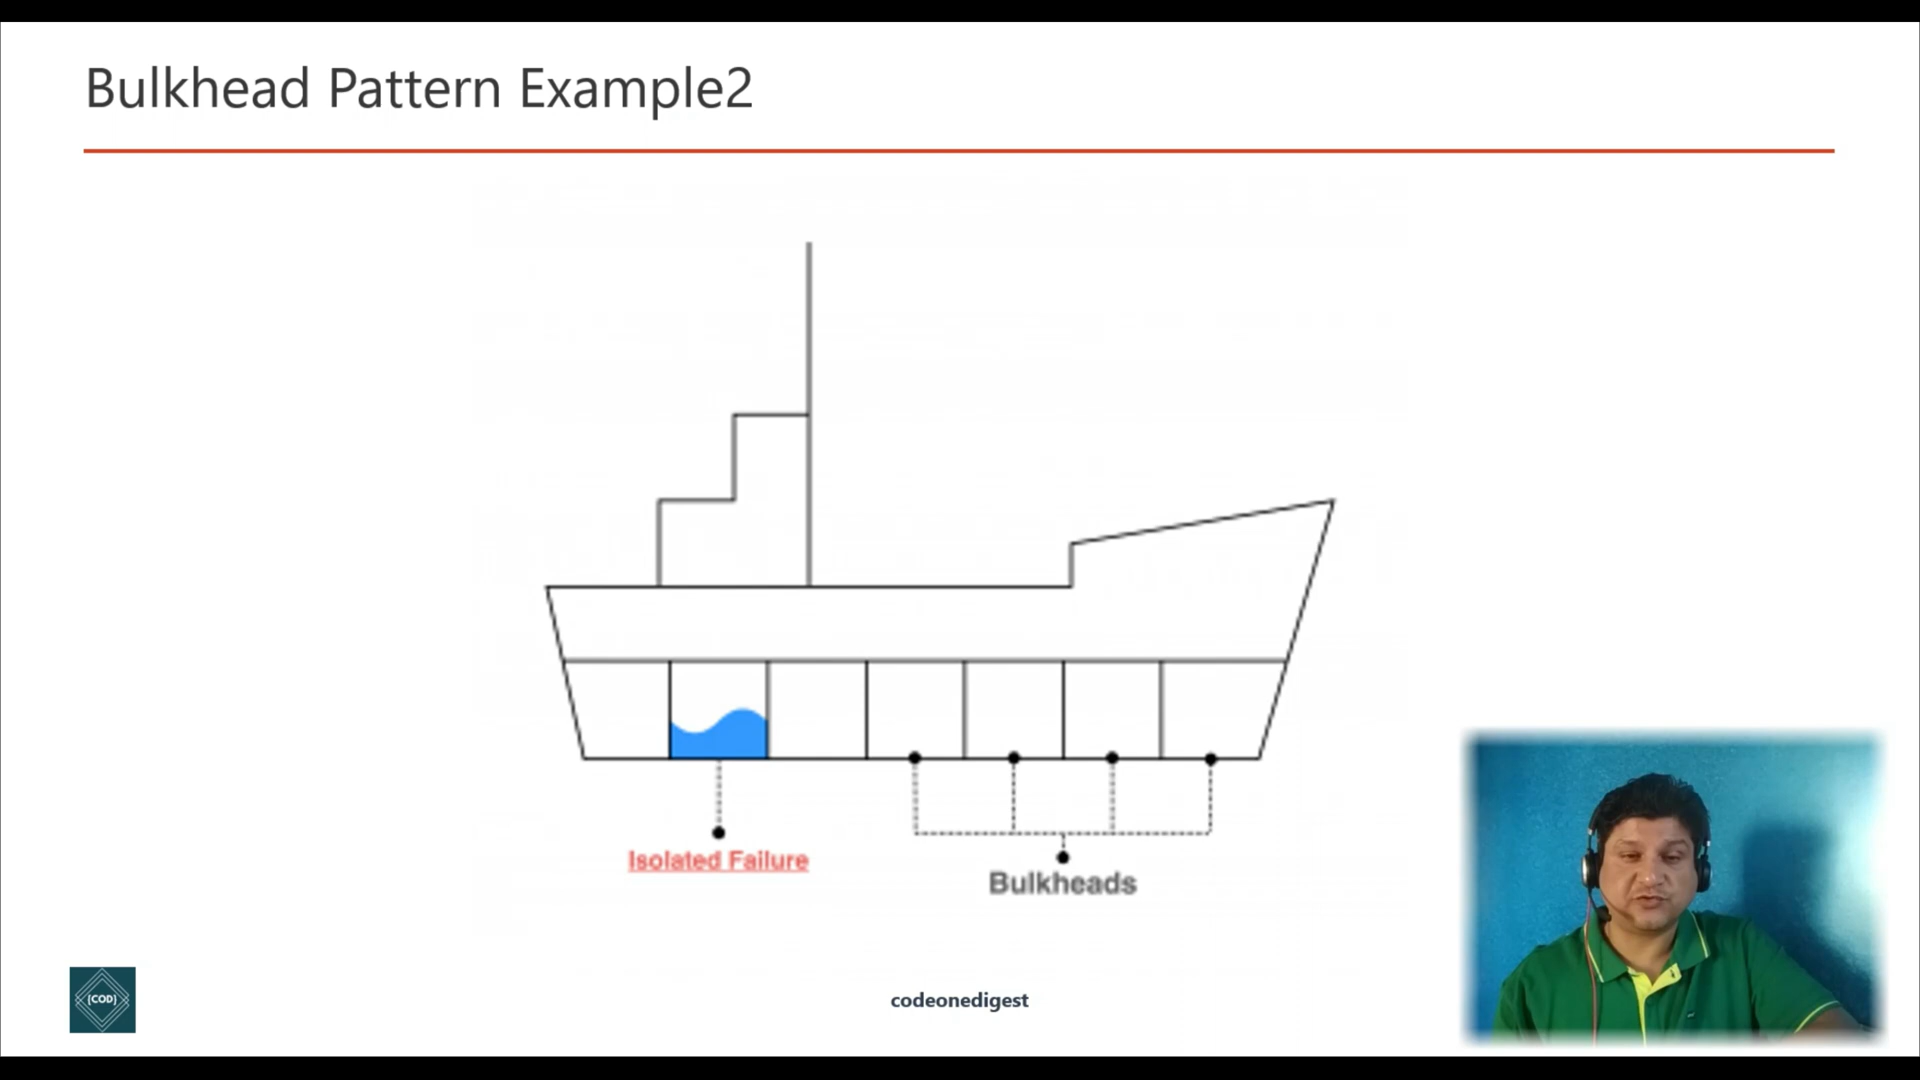 Bulkhead Pattern Example2
Isolated Failure
Bulkheads
[COD]
codeonedigest